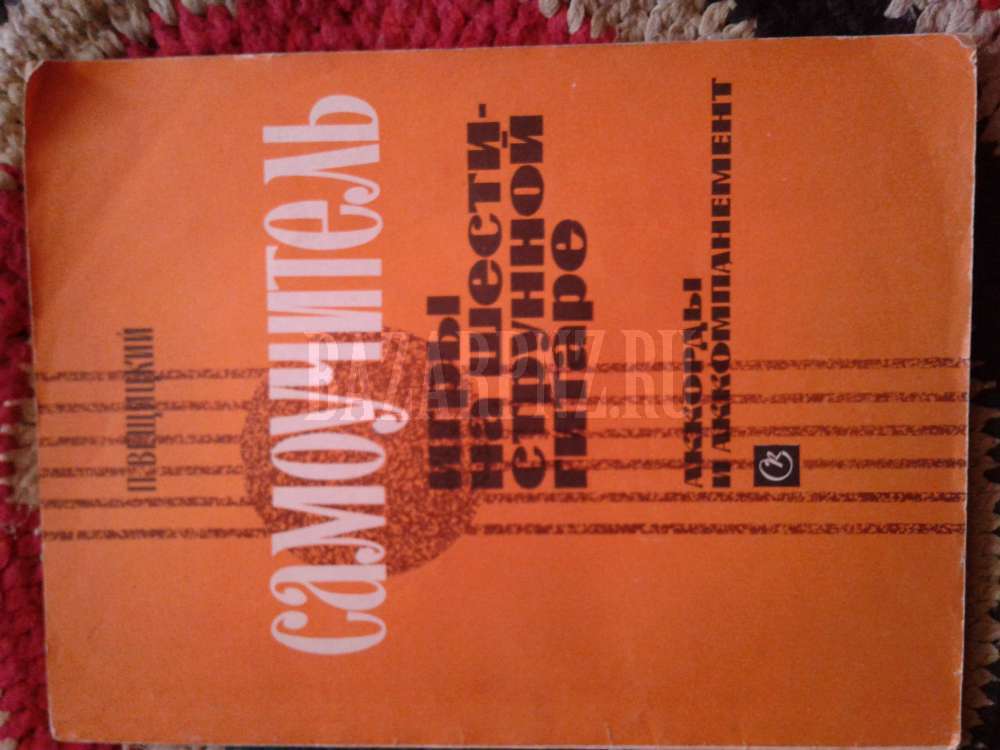 П.ВЕЩИЦКИЙ
самоучитель
игры
на шести-
струнной
гитаре
АККОРДЫ
И АККОМПАНЕМЕНТ
BAZARPNZ.RU